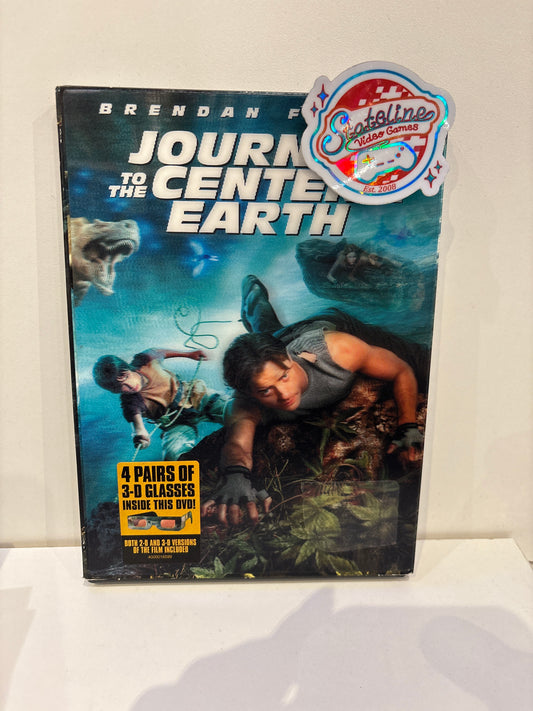 BRENDAN F
JOURN
TO THE CENTER
EARTH
Stateline
Video Games
Est. 2008
4 PAIRS OF
3-D GLASSES
INSIDE THIS DVD!
BOTH 2-D AND 3-D VERSIONS
OF THE FILM INCLUDED